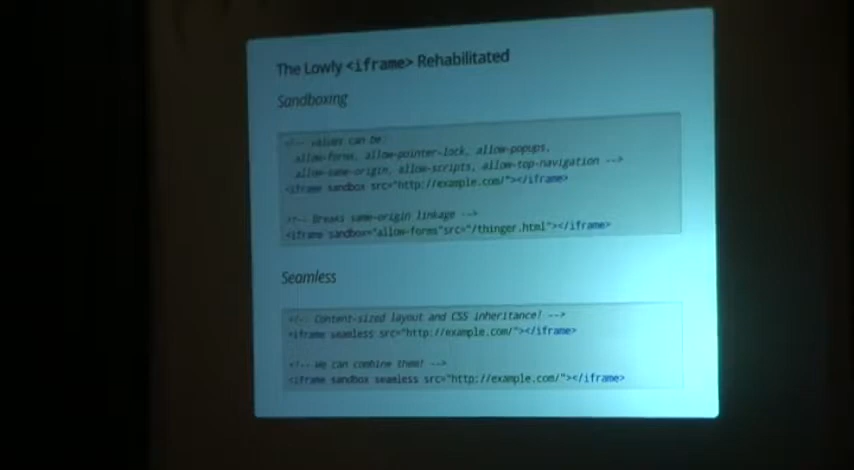 The Lowly <iframe> Rehabilitated
Sandboxing
<!-- values can be:
allow-forms, allow-pointer-lock, allow-popups,
allow-same-origin, allow-scripts, allow-top-navigation -->
<iframe sandbox src="http://example.com/"></iframe>
<!-- Breaks same-origin linkage -->
<iframe sandbox="allow-forms"src="/thinger.html"></iframe>
Seamless
<!-- Content-sized layout and CSS inheritance! -->
<iframe seamless src="http://example.com/"></iframe>
<!-- We can combine them! -->
<iframe sandbox seamless src="http://example.com/"></iframe>